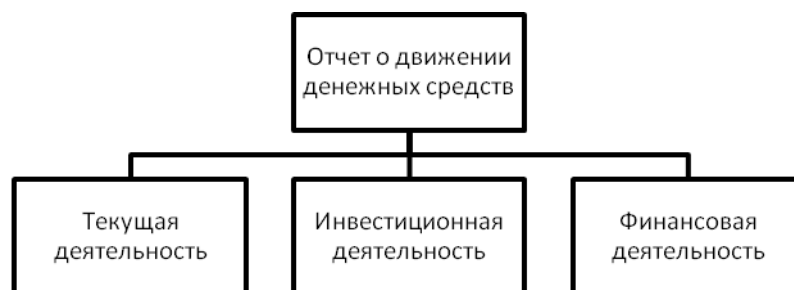 Отчет о движении
денежных средств
Текущая
деятельность
Инвестиционная
деятельность
Финансовая
деятельность